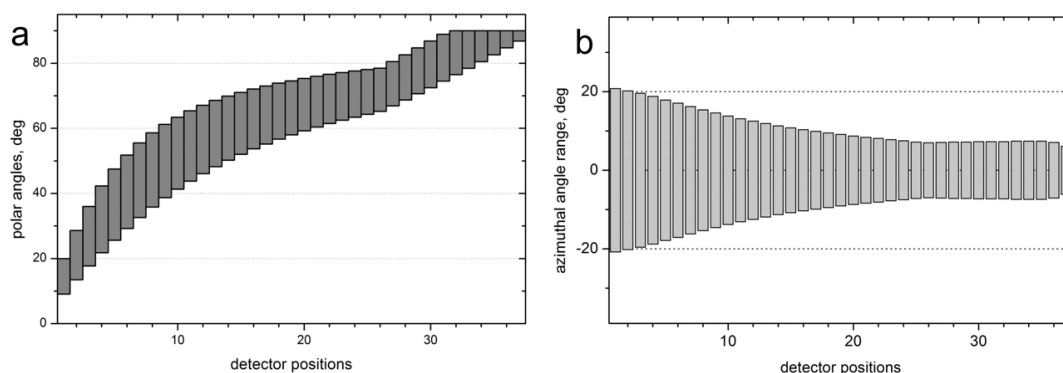 a
80
60
40
20
0
polar angles, deg
10
20
30
detector positions
b
20
0
-20
azimuthal angle range, deg
10
20
30
detector positions